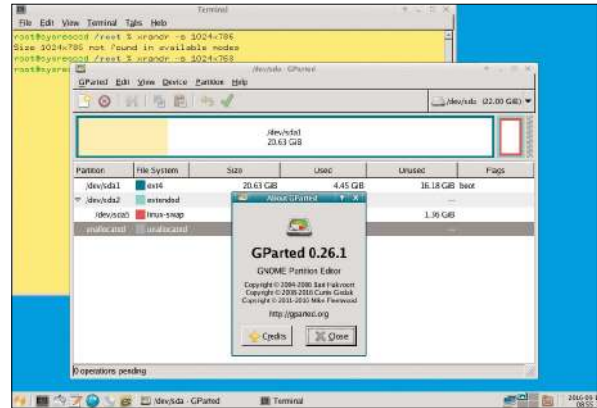 Terminal
File Edit View Terminal Tabs Help
root@sysresccd /root % xrandr -s 1024x786
Size 1024x786 not found in available modes
root@sysresccd /root % xrandr -s 1024x768
/dev/sda - GParted
GParted Edit View Device Partition Help
/dev/sda (22.00 GiB)
/dev/sda1
20.63 GiB
Partition File System Size Used Unused Flags
/dev/sda1 ext4 20.63 GiB 4.45 GiB 16.18 GiB boot
/dev/sda2 extended
/dev/sda5 linux-swap 1.36 GiB
unallocated unallocated
About GParted
GParted 0.26.1
GNOME Partition Editor
Copyright © 2004-2008 Bart Hakvoort
Copyright © 2008-2016 Curtis Gedak
Copyright © 2011-2016 Mike Fleetwood
http://gparted.org
Credits Close
0 operations pending
/dev/sda - GParted Terminal
08:55